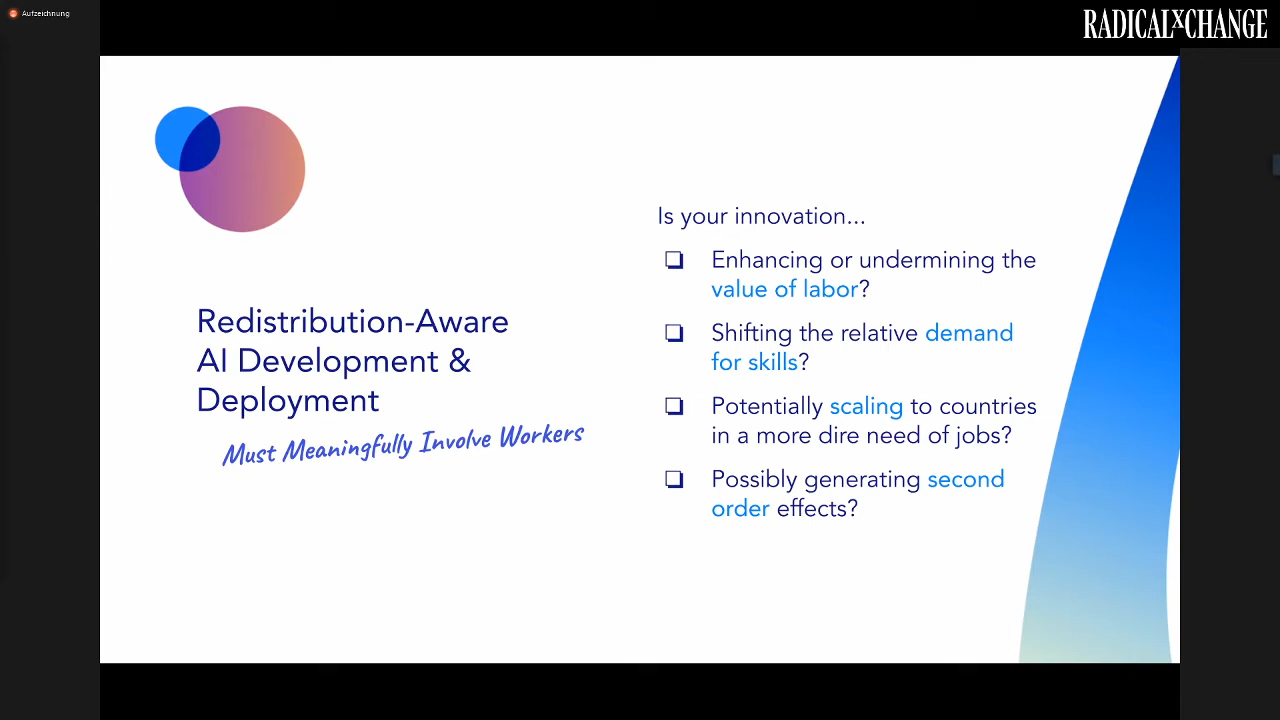 Aufzeichnung
RADICALXCHANGE
Redistribution-Aware
AI Development &
Deployment
Must Meaningfully Involve Workers
Is your innovation...
Enhancing or undermining the
value of labor?
Shifting the relative demand
for skills?
Potentially scaling to countries
in a more dire need of jobs?
Possibly generating second
order effects?